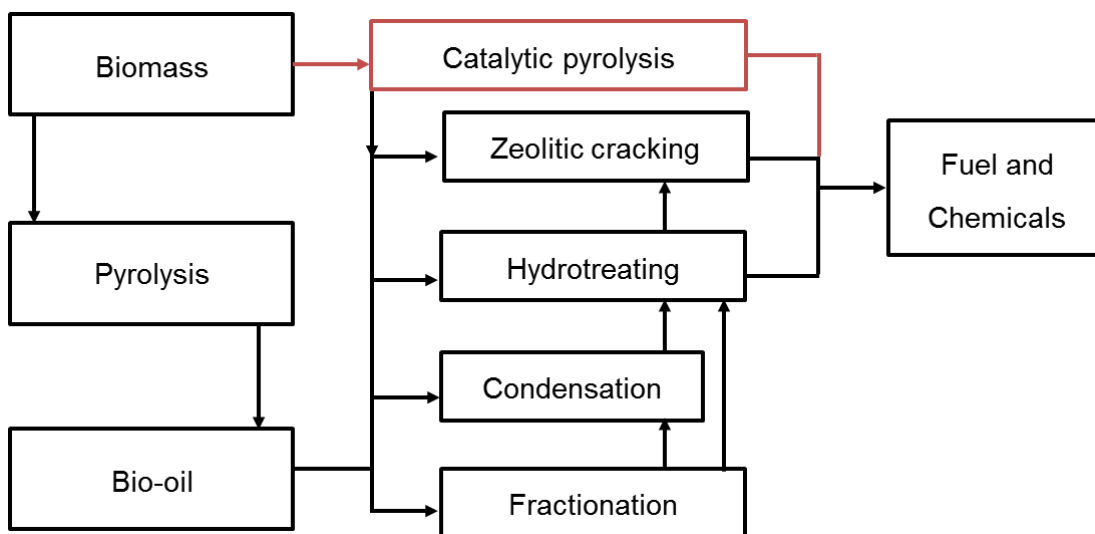 Biomass
Catalytic pyrolysis
Zeolitic cracking
Fuel and
Chemicals
Pyrolysis
Hydrotreating
Condensation
Bio-oil
Fractionation